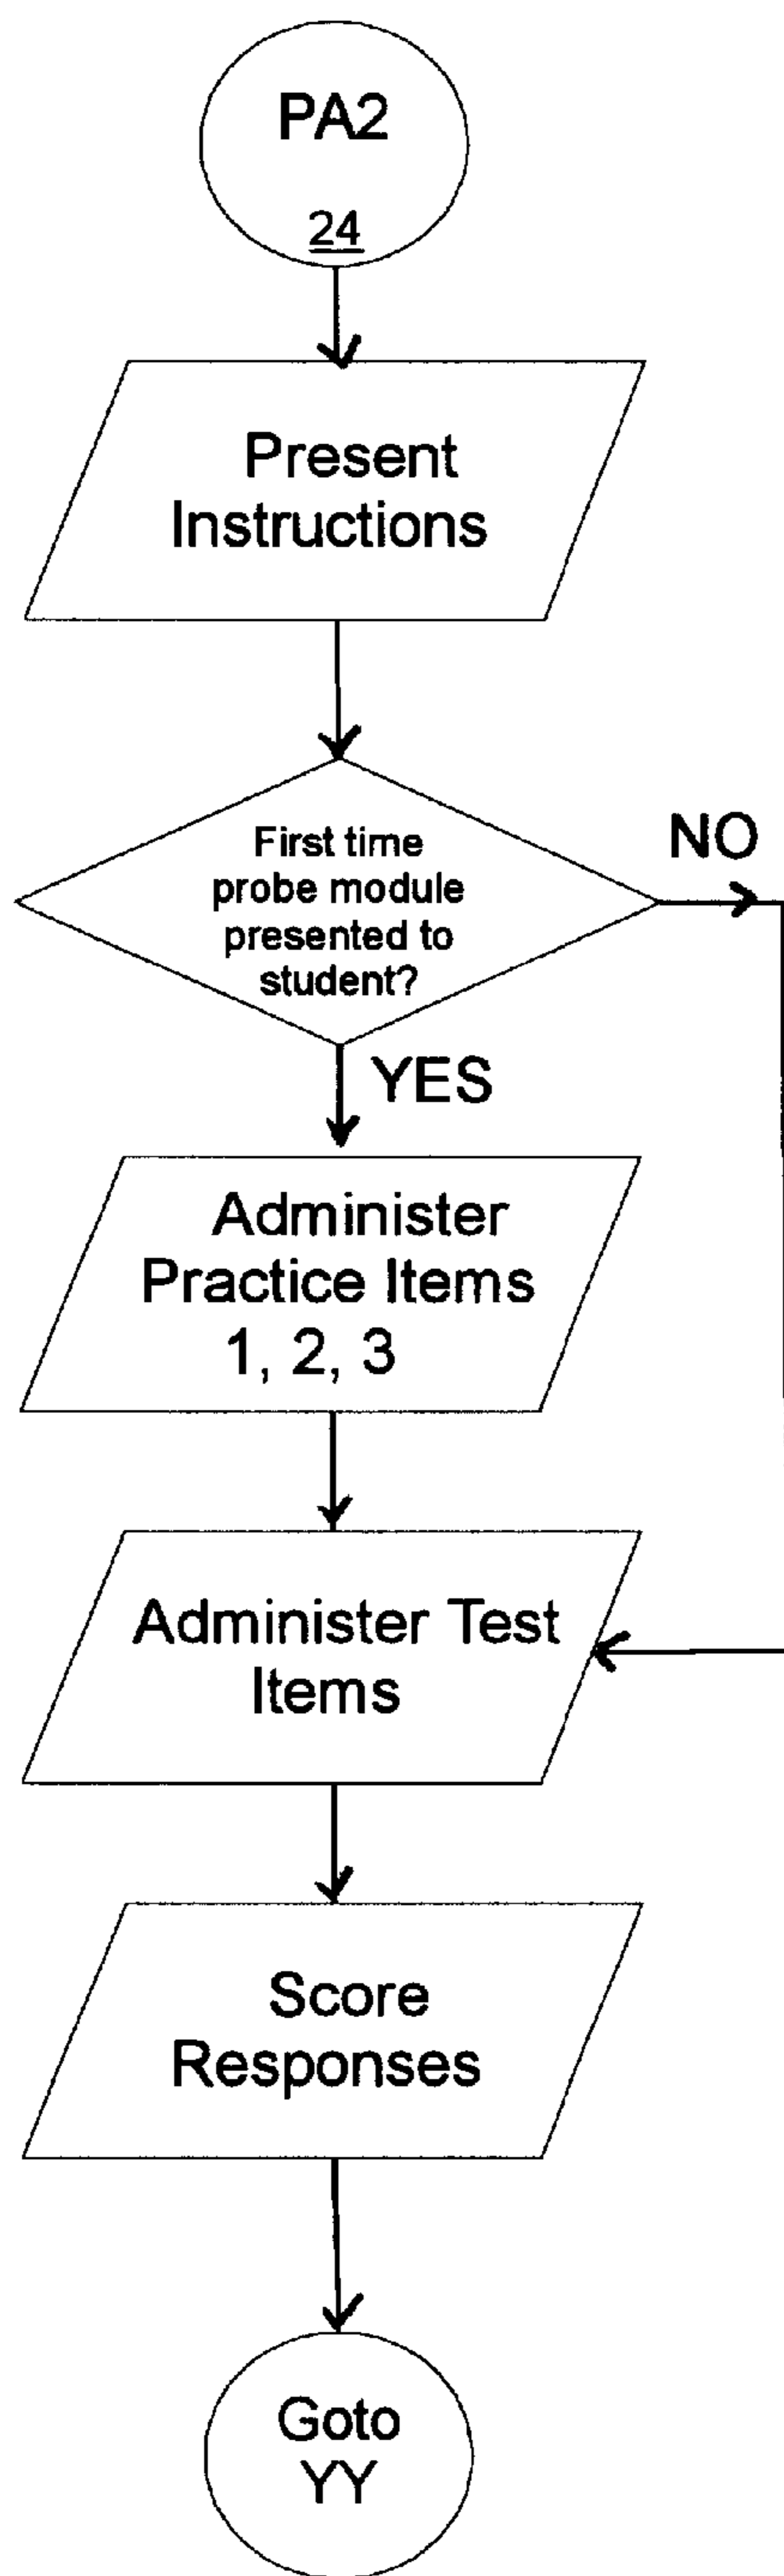 PA2
24
Present
Instructions
First time
probe module
presented to
student?
NO
YES
Administer
Practice Items
1, 2, 3
Administer Test
Items
Score
Responses
Goto
YY